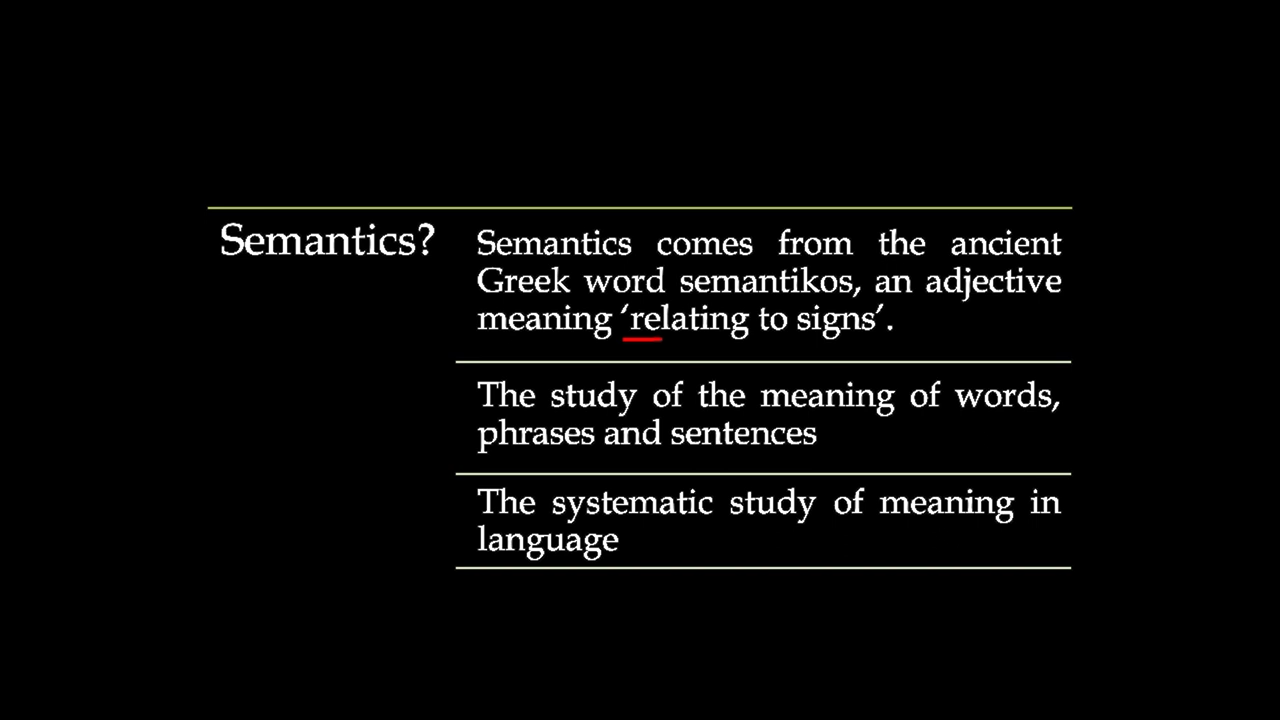 Semantics?
Semantics comes from the ancient
Greek word semantikos, an adjective
meaning ‘relating to signs’.
The study of the meaning of words,
phrases and sentences
The systematic study of meaning in
language